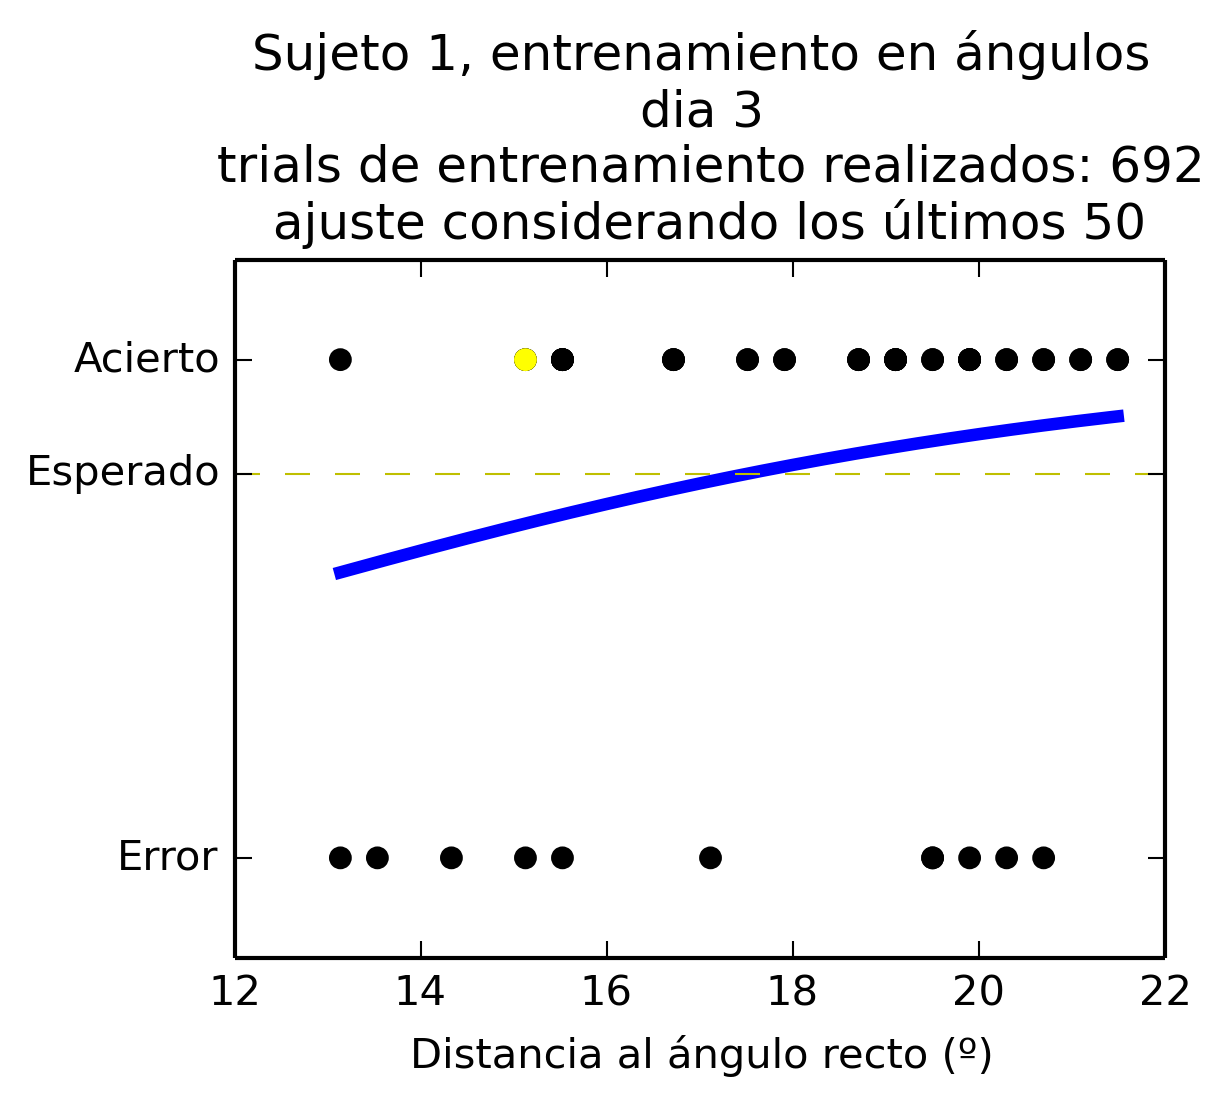 Sujeto 1, entrenamiento en ángulos
dia 3
trials de entrenamiento realizados: 692
ajuste considerando los últimos 50
Acierto
Esperado
Error
12 14 16 18 20 22
Distancia al ángulo recto (º)